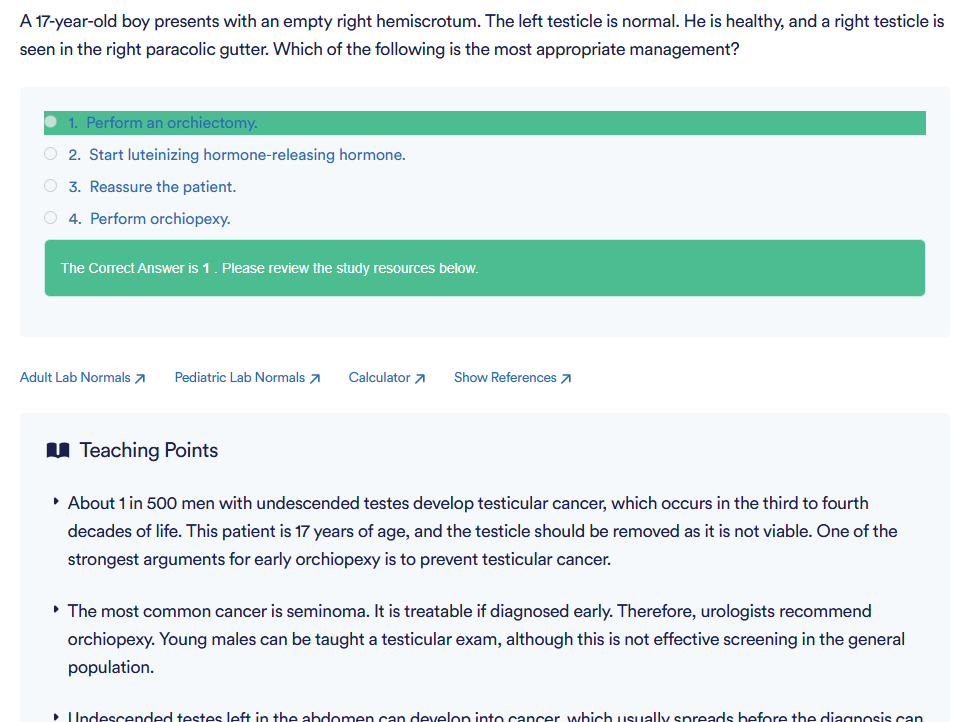 A 17-year-old boy presents with an empty right hemiscrotum. The left testicle is normal. He is healthy, and a right testicle is
seen in the right paracolic gutter. Which of the following is the most appropriate management?
1. Perform an orchiectomy.
2. Start luteinizing hormone-releasing hormone.
3. Reassure the patient.
4. Perform orchiopexy.
The Correct Answer is 1 . Please review the study resources below.
Adult Lab Normals Pediatric Lab Normals Calculator Show References
Teaching Points
About 1 in 500 men with undescended testes develop testicular cancer, which occurs in the third to fourth
decades of life. This patient is 17 years of age, and the testicle should be removed as it is not viable. One of the
strongest arguments for early orchiopexy is to prevent testicular cancer.
The most common cancer is seminoma. It is treatable if diagnosed early. Therefore, urologists recommend
orchiopexy. Young males can be taught a testicular exam, although this is not effective screening in the general
population.
Undescended testes left in the abdomen can develop into cancer, which usually spreads before the diagnosis can